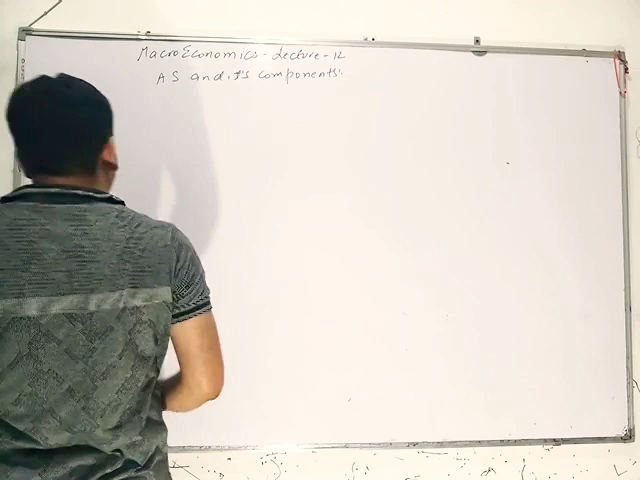 MacroEconomics - Lecture - 12
AS and it's components: